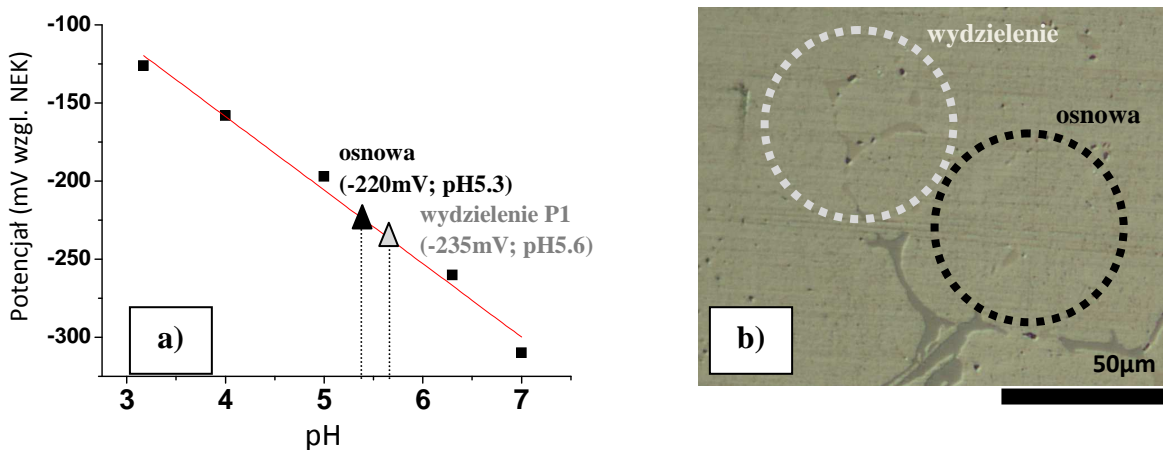 -100
-150
-200
-250
-300
Potencjał (mV wzgl. NEK)
osnowa
(-220mV; pH5.3)
wydzielenie P1
(-235mV; pH5.6)
a)
3 4 5 6 7
pH
wydzielenie
osnowa
b)
50µm